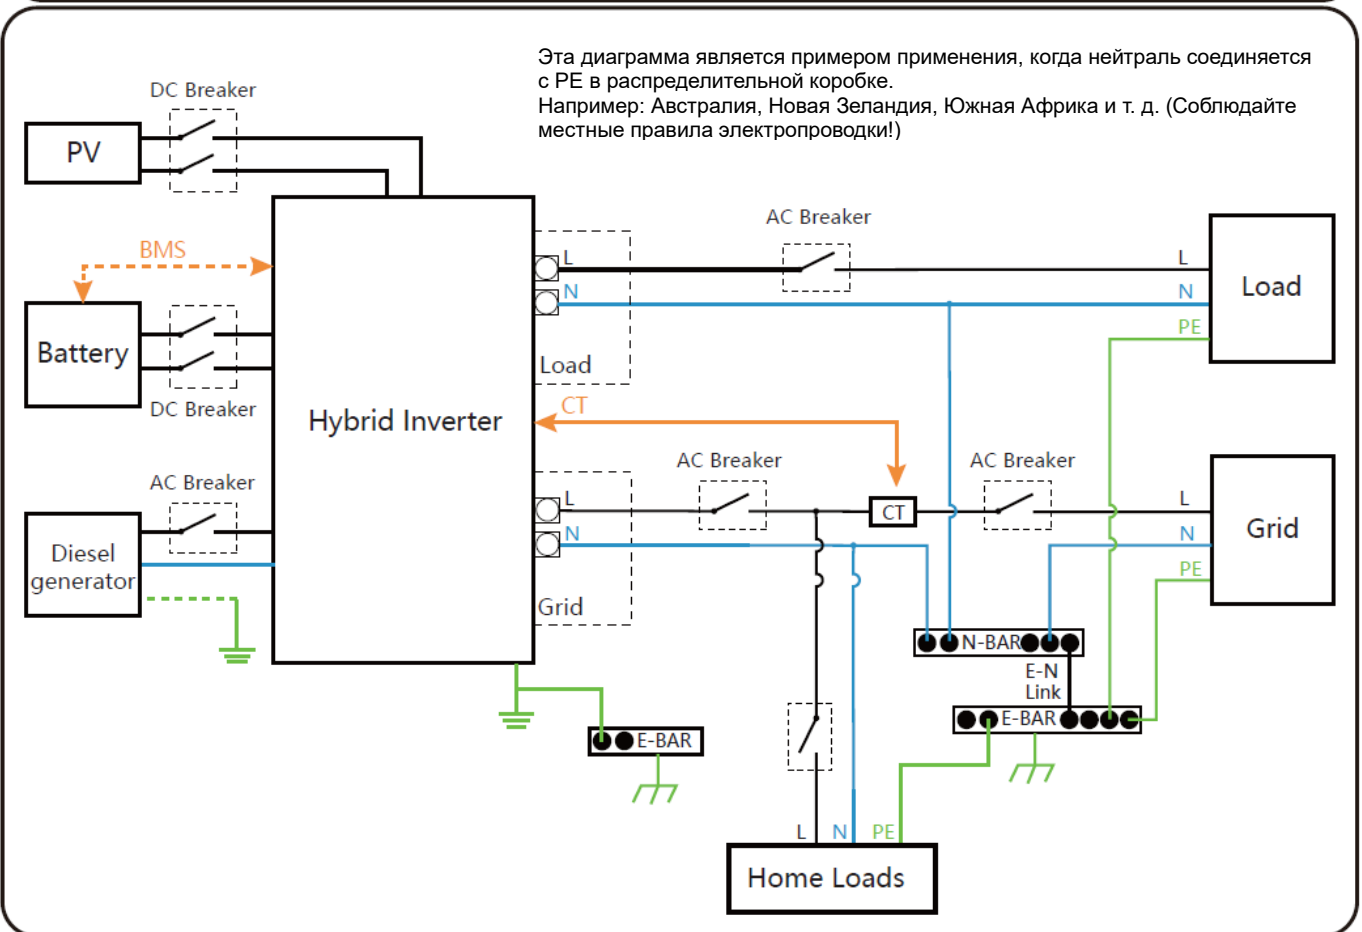 Эта диаграмма является примером применения, когда нейтраль соединяется
с PE в распределительной коробке.
Например: Австралия, Новая Зеландия, Южная Африка и т. д. (Соблюдайте
местные правила электропроводки!)
DC Breaker
PV
AC Breaker
BMS
L
N
Load
L
N
PE
Load
Battery
DC Breaker
Hybrid Inverter
CT
AC Breaker
AC Breaker
AC Breaker
L
N
Grid
CT
L
N
PE
Grid
Diesel
generator
N-BAR
E-N
Link
E-BAR
E-BAR
L
N
PE
Home Loads